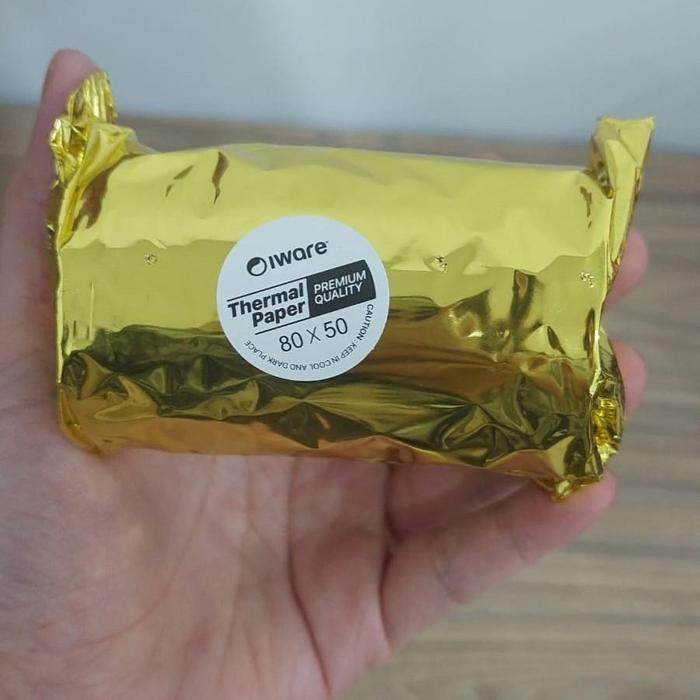 IWARE
Thermal Paper
PREMIUM QUALITY
80 X 50
CAUTION : KEEP IN COOL AND DARK PLACE